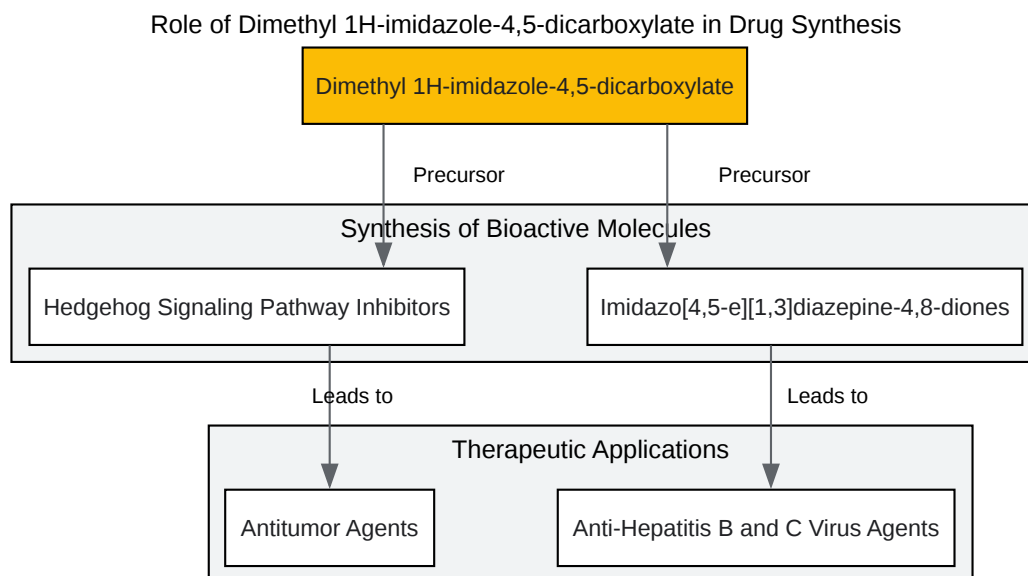 Role of Dimethyl 1H-imidazole-4,5-dicarboxylate in Drug Synthesis
Dimethyl 1H-imidazole-4,5-dicarboxylate
Precursor
Precursor
Synthesis of Bioactive Molecules
Hedgehog Signaling Pathway Inhibitors
Imidazo[4,5-e][1,3]diazepine-4,8-diones
Leads to
Leads to
Therapeutic Applications
Antitumor Agents
Anti-Hepatitis B and C Virus Agents